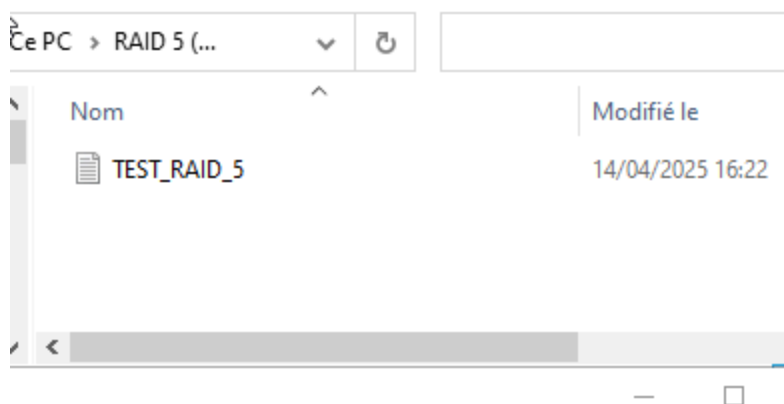 Ce PC > RAID 5 (...
Nom Modifié le
TEST_RAID_5 14/04/2025 16:22